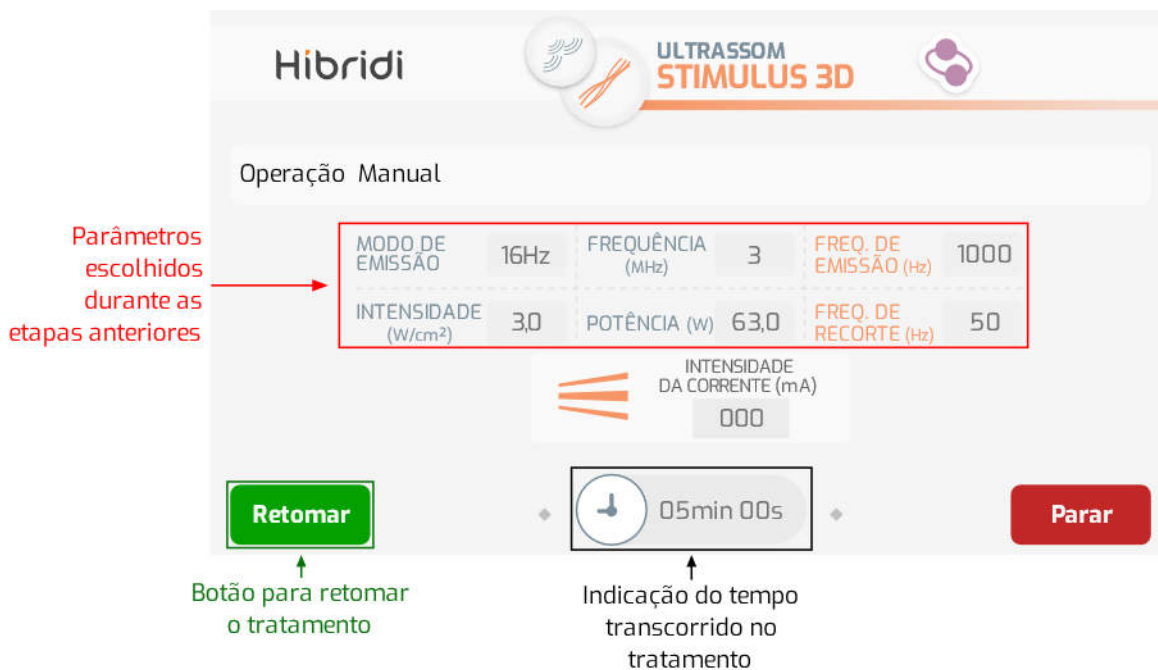 Híbridi
ULTRASSOM
STIMULUS 3D
Operação Manual
Parâmetros
escolhidos
durante as
etapas anteriores
MODO DE
EMISSÃO
16Hz
FREQUÊNCIA
(MHz)
3
FREQ. DE
EMISSÃO (Hz)
1000
INTENSIDADE
(W/cm²)
3,0
POTÊNCIA (W)
63,0
FREQ. DE
RECORTE (Hz)
50
INTENSIDADE
DA CORRENTE (mA)
000
Retomar
05min 00s
Parar
Botão para retomar
o tratamento
Indicação do tempo
transcorrido no
tratamento